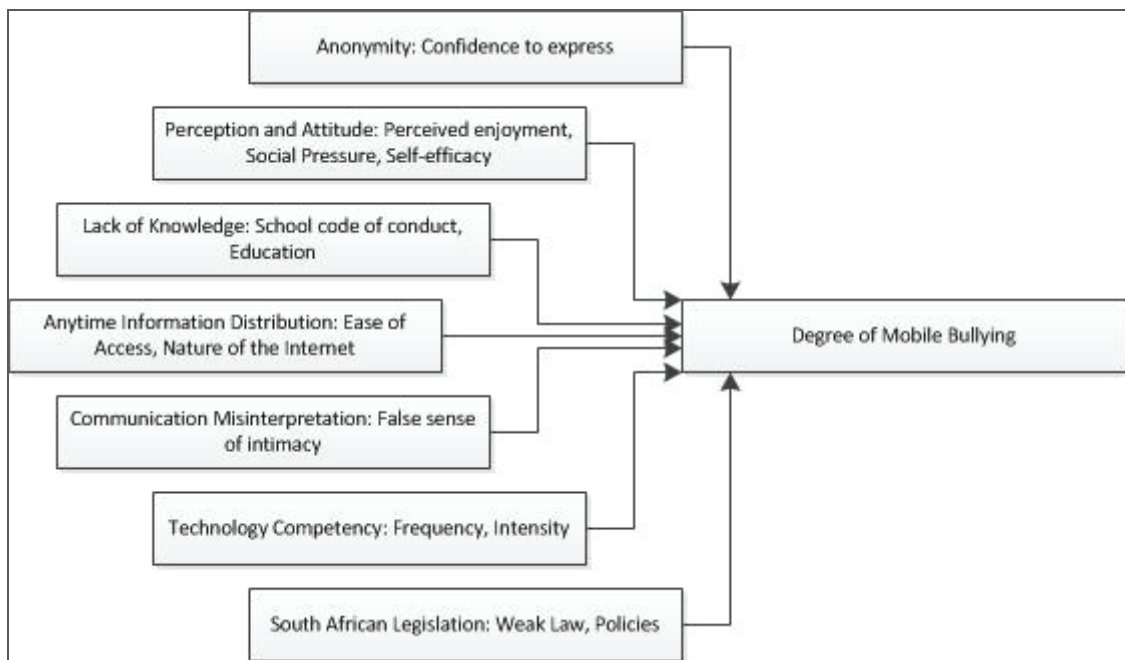 Anonymity: Confidence to express
Perception and Attitude: Perceived enjoyment,
Social Pressure, Self-efficacy
Lack of Knowledge: School code of conduct,
Education
Anytime Information Distribution: Ease of
Access, Nature of the Internet
Degree of Mobile Bullying
Communication Misinterpretation: False sense
of intimacy
Technology Competency: Frequency, Intensity
South African Legislation: Weak Law, Policies